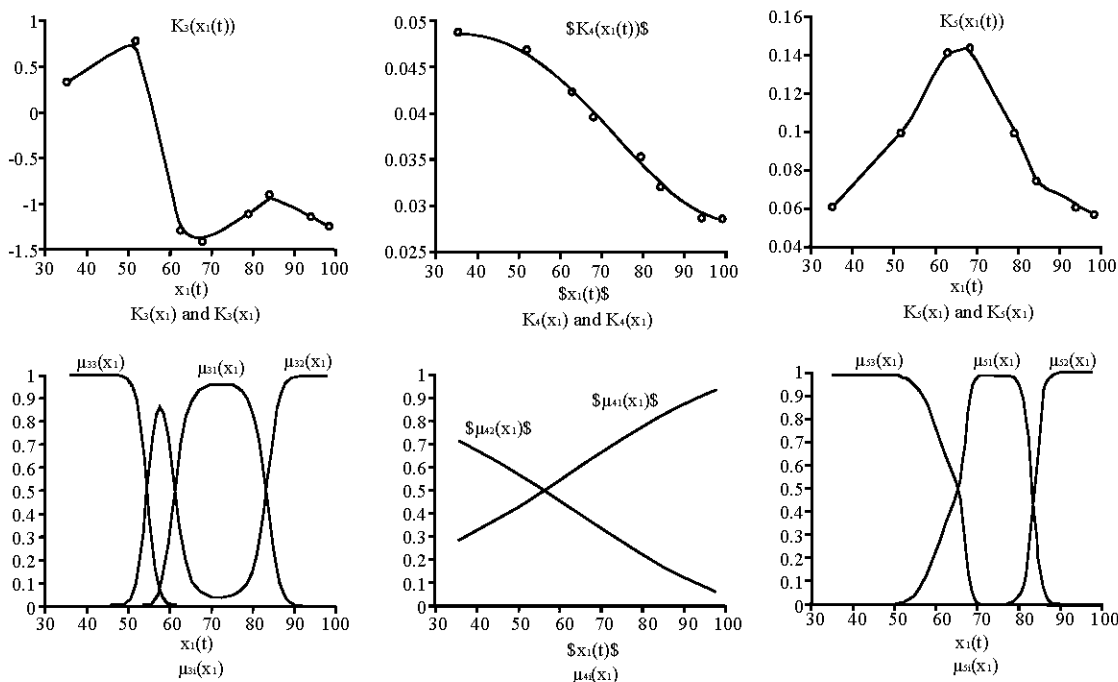 K₃(x₁(t))
1
0.5
0
-0.5
-1
-1.5
30 40 50 60 70 80 90 100
x₁(t)
K₃(x₁) and K₃(x₁)
$K₄(x₁(t))$
0.05
0.045
0.04
0.035
0.03
0.025
30 40 50 60 70 80 90 100
$x₁(t)$
K₄(x₁) and K₄(x₁)
K₅(x₁(t))
0.16
0.14
0.12
0.1
0.08
0.06
0.04
30 40 50 60 70 80 90 100
x₁(t)
K₅(x₁) and K₅(x₁)
μ₃₃(x₁) μ₃₁(x₁) μ₃₂(x₁)
1
0.9
0.8
0.7
0.6
0.5
0.4
0.3
0.2
0.1
0
30 40 50 60 70 80 90 100
x₁(t)
μ₃ᵢ(x₁)
$μ₄₁(x₁)$
$μ₄₂(x₁)$
1
0.9
0.8
0.7
0.6
0.5
0.4
0.3
0.2
0.1
0
30 40 50 60 70 80 90 100
$x₁(t)$
μ₄ᵢ(x₁)
μ₅₃(x₁) μ₅₁(x₁) μ₅₂(x₁)
1
0.9
0.8
0.7
0.6
0.5
0.4
0.3
0.2
0.1
0
30 40 50 60 70 80 90 100
x₁(t)
μ₅ᵢ(x₁)